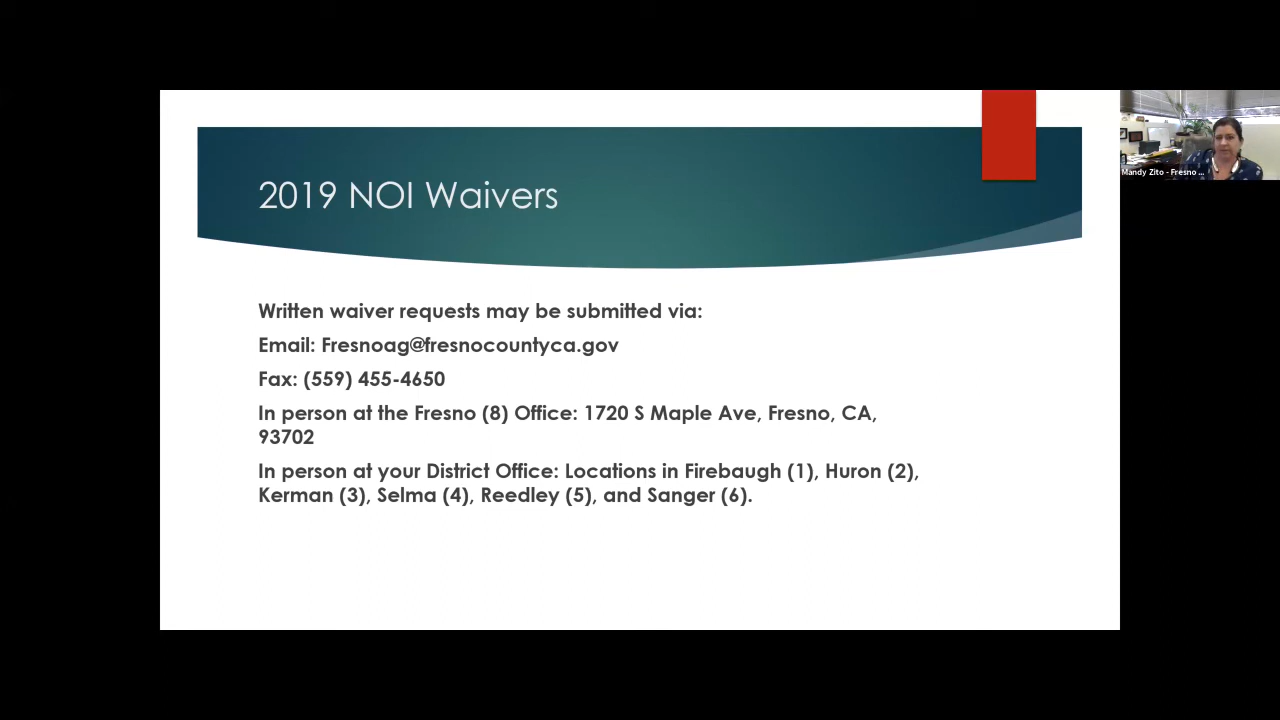 2019 NOI Waivers
Written waiver requests may be submitted via:
Email: Fresnoag@fresnocountyca.gov
Fax: (559) 455-4650
In person at the Fresno (8) Office: 1720 S Maple Ave, Fresno, CA,
93702
In person at your District Office: Locations in Firebaugh (1), Huron (2),
Kerman (3), Selma (4), Reedley (5), and Sanger (6).
Mandy Zito - Fresno ...